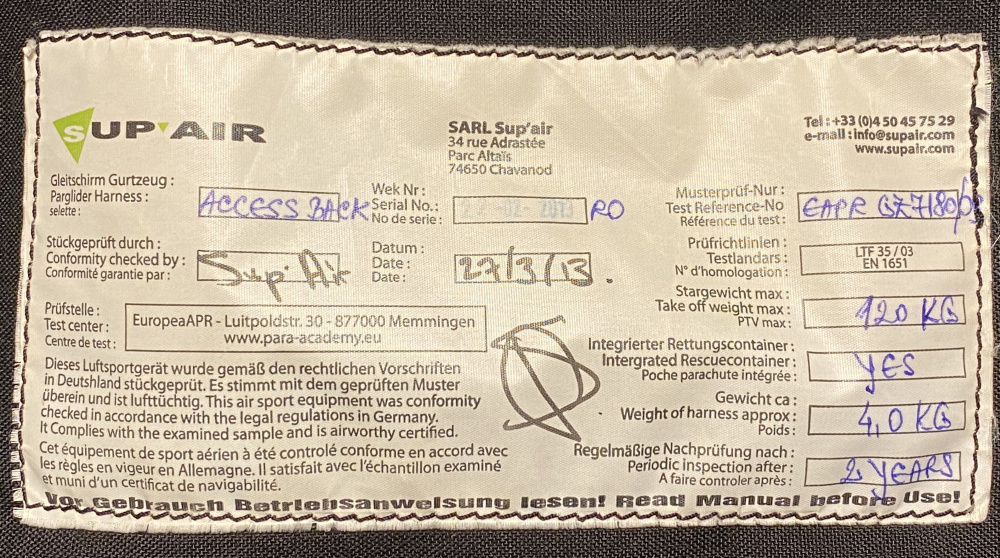 SUP'AIR
SARL Sup'air
34 rue Adrastée
Parc Altaïs
74650 Chavanod
Tel : +33 (0)4 50 45 75 29
e-mail : info@supair.com
www.supair.com
Gleitschirm Gurtzeug :
Parglider Harness :
selette :
ACCESS BACK
Wek Nr :
Serial No.:
No de serie :
RO
Musterprüf-Nur :
Test Reference-No
Référence du test :
EAPR GZ 7180/03
Stückgeprüft durch :
Conformity checked by :
Conformité garantie par :
Sup'Air
Datum :
Date :
Date :
27/3/13.
Prüfrichtlinien :
Testlandars :
N° d'homologation :
LTF 35 / 03
EN 1651
Prüfstelle :
Test center :
Centre de test :
EuropeaAPR - Luitpoldstr. 30 - 877000 Memmingen
www.para-academy.eu
Stargewicht max :
Take off weight max :
PTV max :
120 KG
Integrierter Rettungscontainer :
Intergrated Rescuecontainer :
Poche parachute intégrée :
YES
Gewicht ca :
Weight of harness approx :
Poids :
4,0 KG
Regelmäßige Nachprüfung nach :
Periodic inspection after :
A faire controler après :
2 YEARS
Dieses Luftsportgerät wurde gemäß den rechtlichen Vorschriften
in Deutshland stückgeprüt. Es stimmt mit dem geprüften Muster
überein und ist lufttüchtig. This air sport equipment was conformity
checked in accordance with the legal regulations in Germany.
It Complies with the examined sample and is airworthy certified.
Cet équipement de sport aérien à été controlé conforme en accord avec
les règles en vigeur en Allemagne. Il satisfait avec l'échantillon examiné
et muni d'un certificat de navigabilité.
Vor Gebrauch Betriebsanweisung lesen! Read Manual before Use!